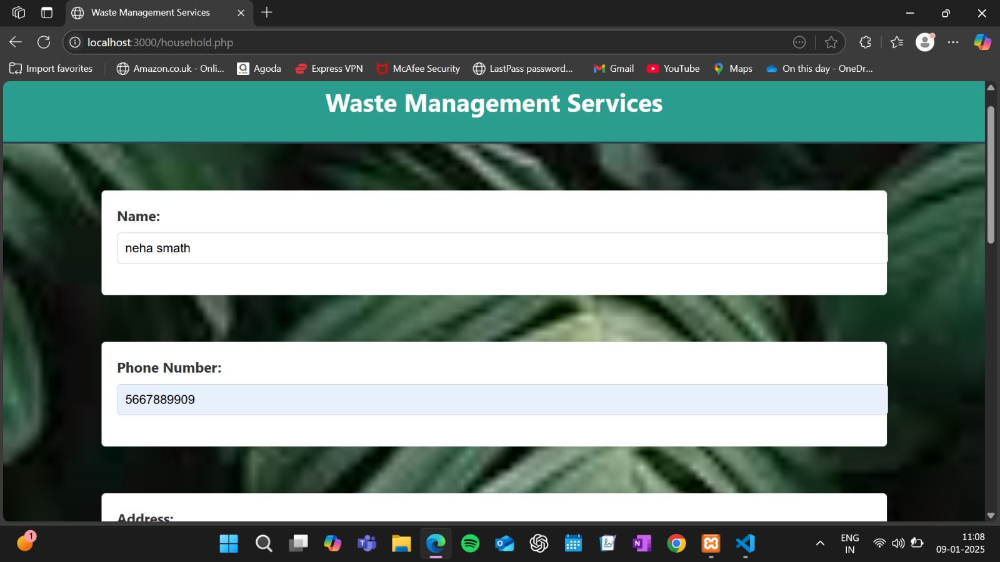 Waste Management Services
localhost:3000/household.php
Import favorites
Amazon.co.uk - Onli...
Agoda
Express VPN
McAfee Security
LastPass password...
Gmail
YouTube
Maps
On this day - OneDr...
Waste Management Services
Name:
neha smath
Phone Number:
5667889909
Address:
1
ENG
IN
11:08
09-01-2025